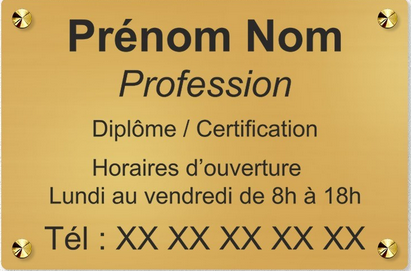 Prénom Nom
Profession
Diplôme / Certification
Horaires d’ouverture
Lundi au vendredi de 8h à 18h
Tél : XX XX XX XX XX